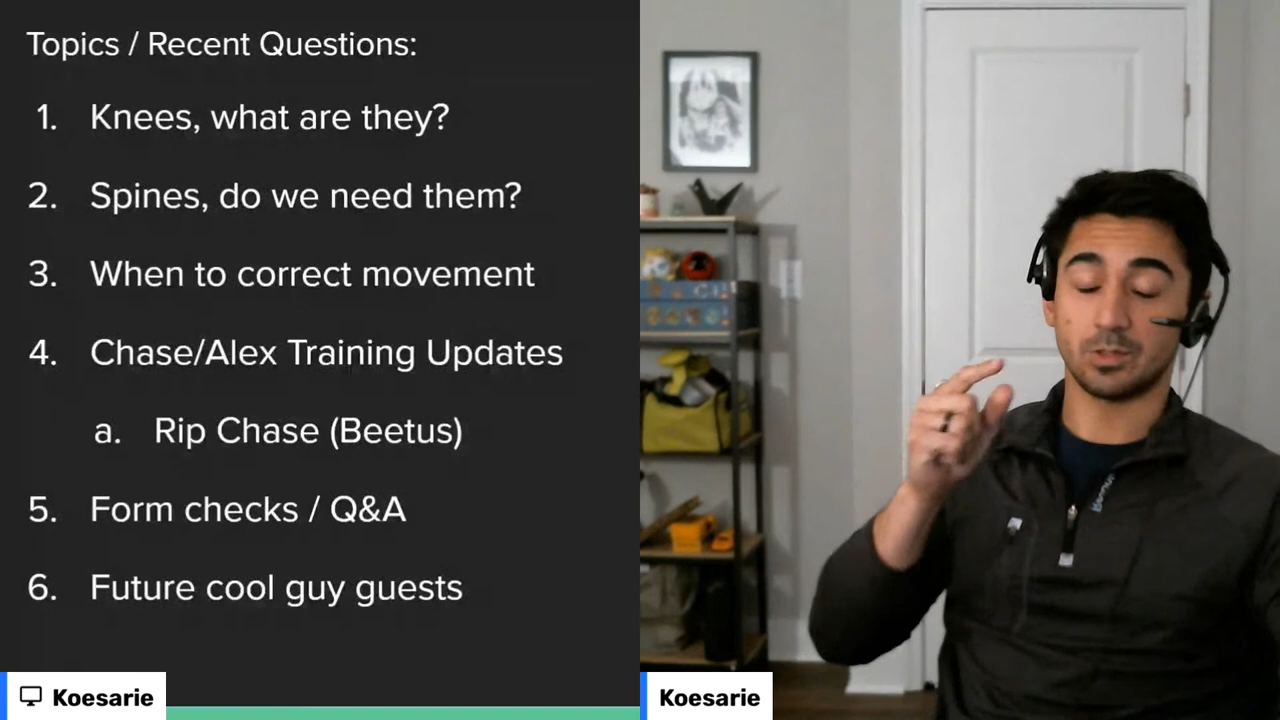 Topics / Recent Questions:
1. Knees, what are they?
2. Spines, do we need them?
3. When to correct movement
4. Chase/Alex Training Updates
a. Rip Chase (Beetus)
5. Form checks / Q&A
6. Future cool guy guests
Koesarie
Koesarie